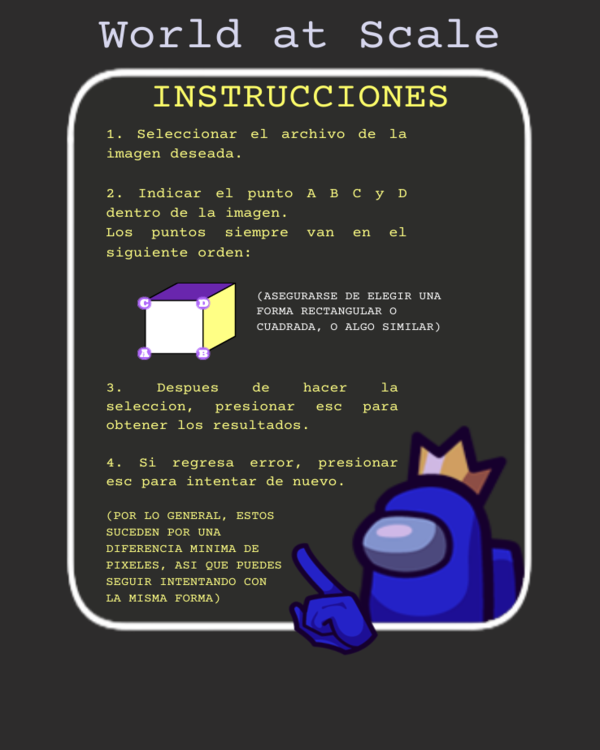 World at Scale
INSTRUCCIONES
1. Seleccionar el archivo de la
imagen deseada.
2. Indicar el punto A B C y D
dentro de la imagen.
Los puntos siempre van en el
siguiente orden:
C D
(ASEGURARSE DE ELEGIR UNA
FORMA RECTANGULAR O
CUADRADA, O ALGO SIMILAR)
A B
3. Despues de hacer la
seleccion, presionar esc para
obtener los resultados.
4. Si regresa error, presionar
esc para intentar de nuevo.
(POR LO GENERAL, ESTOS
SUCEDEN POR UNA
DIFERENCIA MINIMA DE
PIXELES, ASI QUE PUEDES
SEGUIR INTENTANDO CON
LA MISMA FORMA)